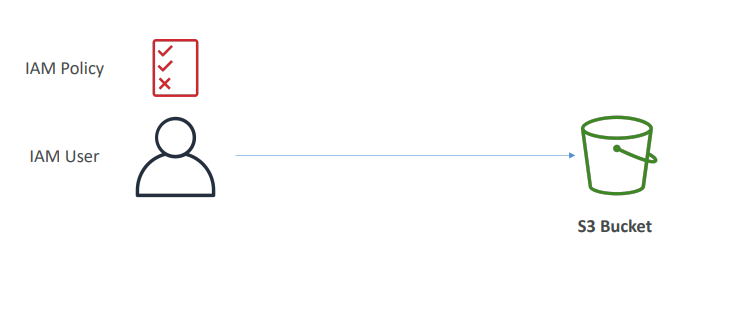 IAM Policy
IAM User
S3 Bucket